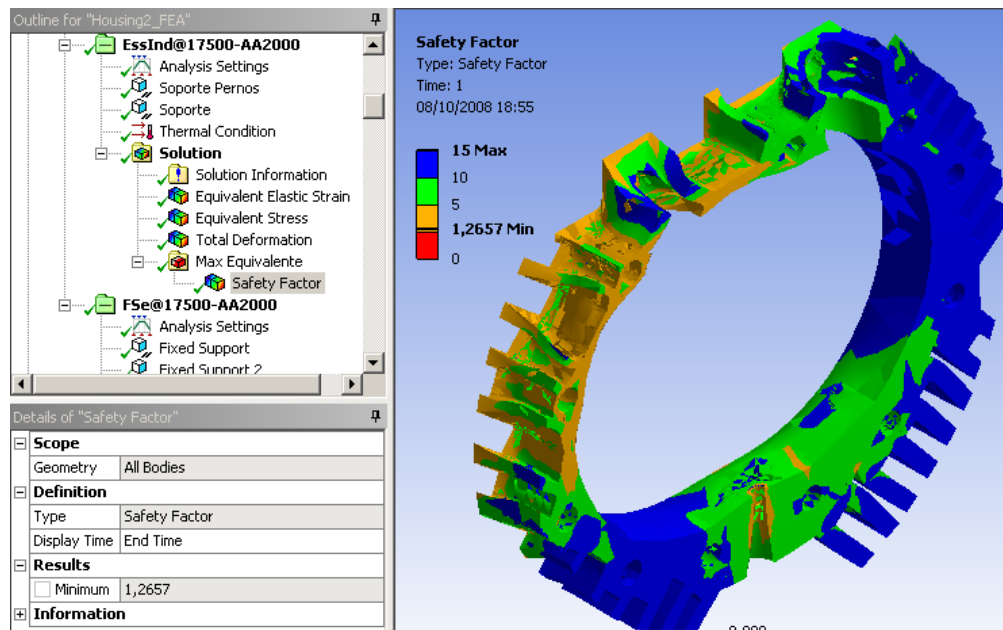 Outline for "Housing2_FEA"
EssInd@17500-AA2000
Analysis Settings
Soporte Pernos
Soporte
Thermal Condition
Solution
Solution Information
Equivalent Elastic Strain
Equivalent Stress
Total Deformation
Max Equivalente
Safety Factor
FSe@17500-AA2000
Analysis Settings
Fixed Support
Fixed Support 2
Details of "Safety Factor"
Scope
Geometry All Bodies
Definition
Type Safety Factor
Display Time End Time
Results
Minimum 1,2657
Information
Safety Factor
Type: Safety Factor
Time: 1
08/10/2008 18:55
15 Max
10
5
1,2657 Min
0